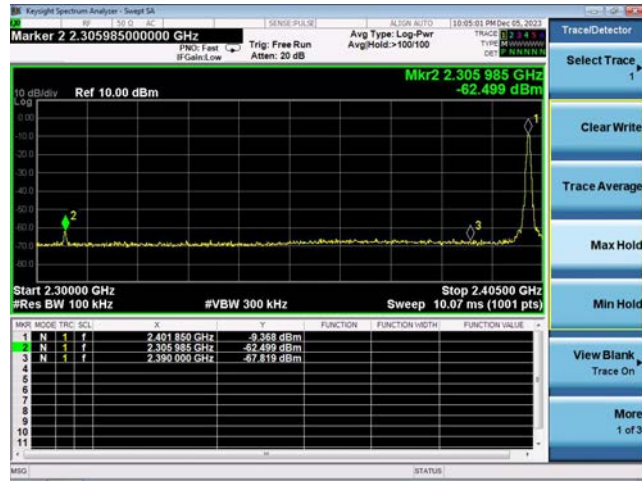 Keysight Spectrum Analyzer - Swept SA
RF 50 Ω AC SENSE:PULSE ALIGN AUTO 10:05:01 PM Dec 05, 2023
Marker 2 2.305985000000 GHz
PNO: Fast
IFGain:Low
Trig: Free Run
Atten: 20 dB
Avg Type: Log-Pwr
Avg|Hold:>100/100
TRACE 1 2 3 4 5 6
TYPE M W W W W W
DET P N N N N N
Mkr2 2.305 985 GHz
-62.499 dBm
10 dB/div Ref 10.00 dBm
Log
0.00
-10.0
-20.0
-30.0
-40.0
-50.0
-60.0
-70.0
-80.0
1
2
3
Start 2.30000 GHz Stop 2.40500 GHz
#Res BW 100 kHz #VBW 300 kHz Sweep 10.07 ms (1001 pts)
MKR MODE TRC SCL X Y FUNCTION FUNCTION WIDTH FUNCTION VALUE
1 N 1 f 2.401 850 GHz -9.368 dBm
2 N 1 f 2.305 985 GHz -62.499 dBm
3 N 1 f 2.390 000 GHz -67.819 dBm
4
5
6
7
8
9
10
11
MSG STATUS
Trace/Detector
Select Trace
1
Clear Write
Trace Average
Max Hold
Min Hold
View Blank
Trace On
More
1 of 3